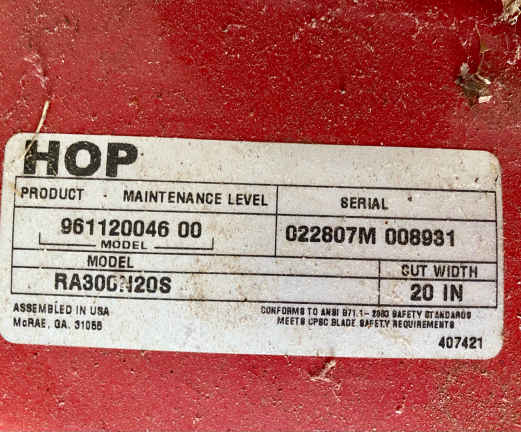 HOP
PRODUCT MAINTENANCE LEVEL SERIAL
961120046 00 022807M 008931
MODEL
MODEL CUT WIDTH
RA300N20S 20 IN
ASSEMBLED IN USA CONFORMS TO ANSI B71.1-2003 SAFETY STANDARDS
McRAE, GA. 31055 MEETS CPSC BLADE SAFETY REQUIREMENTS
407421